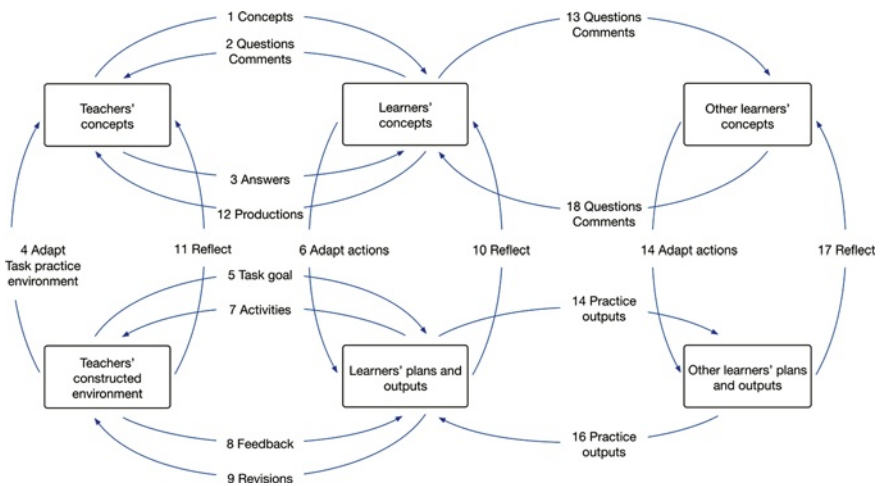 1 Concepts
13 Questions
Comments
2 Questions
Comments
Teachers'
concepts
Learners'
concepts
Other learners'
concepts
3 Answers
12 Productions
18 Questions
Comments
4 Adapt
Task practice
environment
11 Reflect
6 Adapt actions
10 Reflect
14 Adapt actions
17 Reflect
5 Task goal
7 Activities
14 Practice
outputs
Teachers'
constructed
environment
Learners' plans and
outputs
Other learners' plans
and outputs
8 Feedback
9 Revisions
16 Practice
outputs